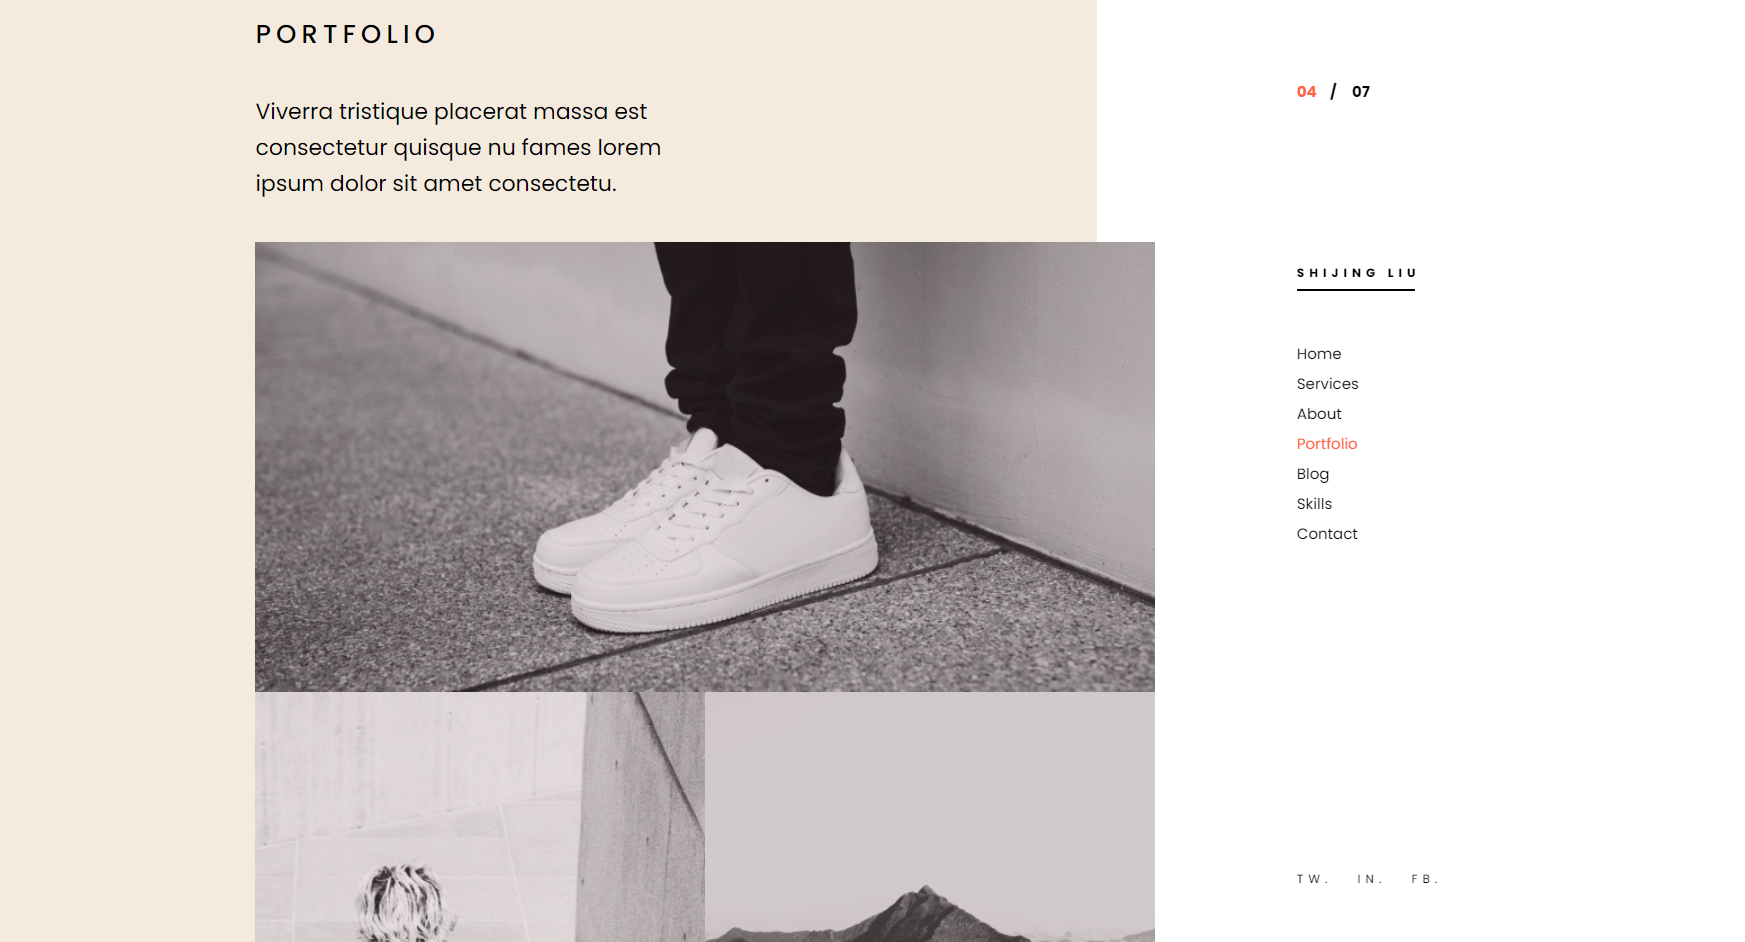 PORTFOLIO
Viverra tristique placerat massa est
consectetur quisque nu fames lorem
ipsum dolor sit amet consectetu.
04 / 07
SHIJING LIU
Home
Services
About
Portfolio
Blog
Skills
Contact
TW. IN. FB.